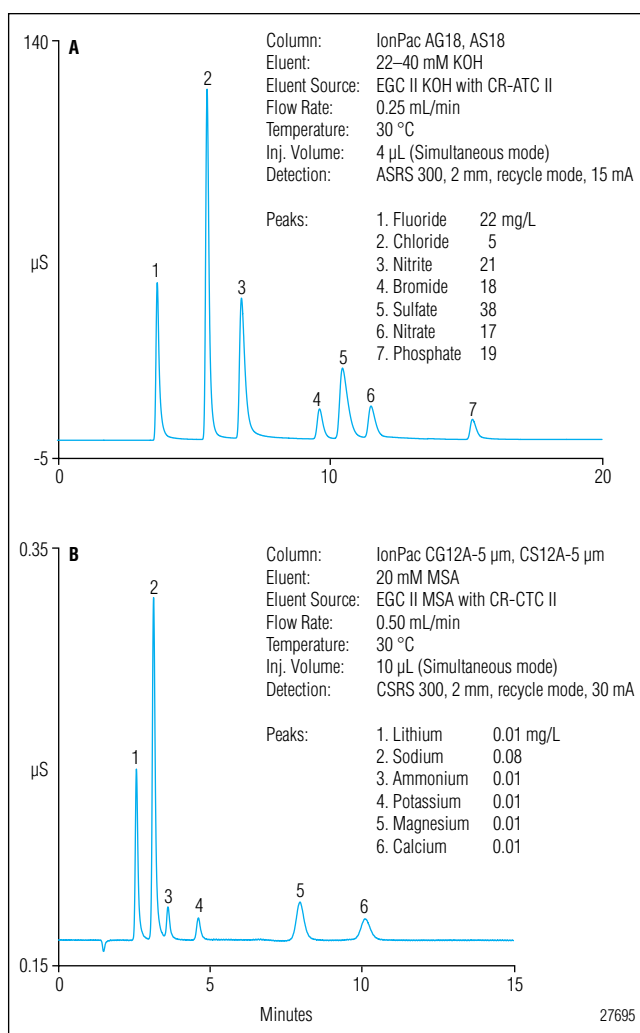 140
A
Column: IonPac AG18, AS18
Eluent: 22–40 mM KOH
Eluent Source: EGC II KOH with CR-ATC II
Flow Rate: 0.25 mL/min
Temperature: 30 °C
Inj. Volume: 4 µL (Simultaneous mode)
Detection: ASRS 300, 2 mm, recycle mode, 15 mA
Peaks: 1. Fluoride 22 mg/L
2. Chloride 5
3. Nitrite 21
4. Bromide 18
5. Sulfate 38
6. Nitrate 17
7. Phosphate 19
µS
1
2
3
4
5
6
7
-5
0
10
20
0.35
B
Column: IonPac CG12A-5 µm, CS12A-5 µm
Eluent: 20 mM MSA
Eluent Source: EGC II MSA with CR-CTC II
Flow Rate: 0.50 mL/min
Temperature: 30 °C
Inj. Volume: 10 µL (Simultaneous mode)
Detection: CSRS 300, 2 mm, recycle mode, 30 mA
Peaks: 1. Lithium 0.01 mg/L
2. Sodium 0.08
3. Ammonium 0.01
4. Potassium 0.01
5. Magnesium 0.01
6. Calcium 0.01
µS
1
2
3
4
5
6
0.15
0
5
10
15
Minutes
27695